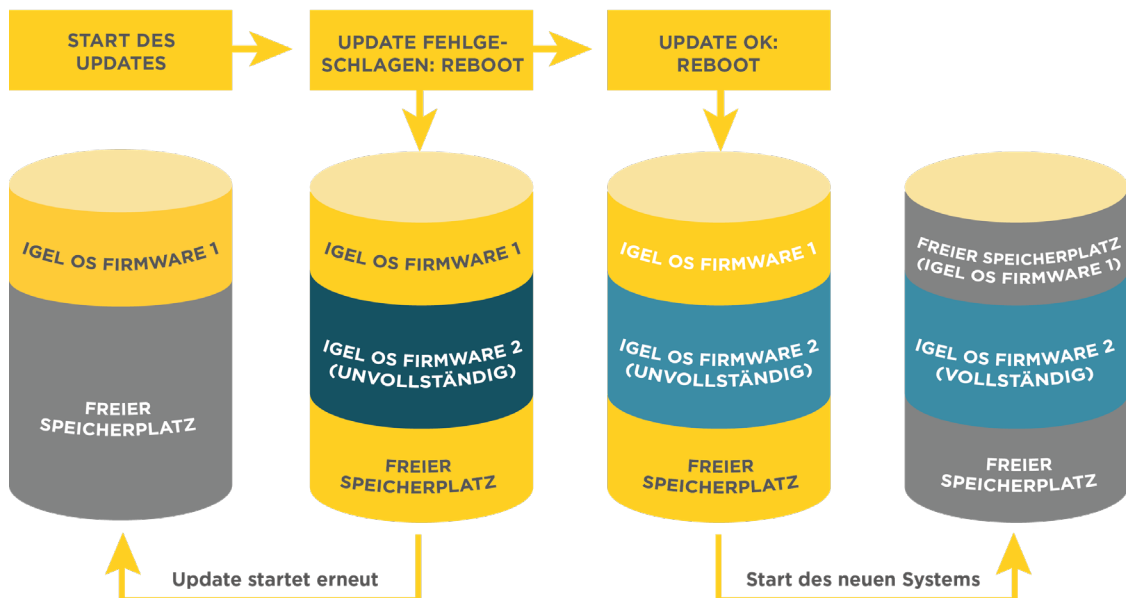 START DES
UPDATES
UPDATE FEHLGE-
SCHLAGEN: REBOOT
UPDATE OK:
REBOOT
IGEL OS FIRMWARE 1
FREIER
SPEICHERPLATZ
IGEL OS FIRMWARE 1
IGEL OS FIRMWARE 2
(UNVOLLSTÄNDIG)
FREIER
SPEICHERPLATZ
IGEL OS FIRMWARE 1
IGEL OS FIRMWARE 2
(UNVOLLSTÄNDIG)
FREIER
SPEICHERPLATZ
FREIER SPEICHERPLATZ
(IGEL OS FIRMWARE 1)
IGEL OS FIRMWARE 2
(VOLLSTÄNDIG)
FREIER
SPEICHERPLATZ
Update startet erneut
Start des neuen Systems